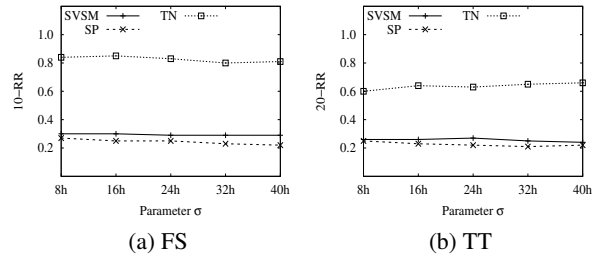 SVSM TN
SP
10−RR
1.0
0.8
0.6
0.4
0.2
8h 16h 24h 32h 40h
Parameter σ
(a) FS
SVSM TN
SP
20−RR
1.0
0.8
0.6
0.4
0.2
8h 16h 24h 32h 40h
Parameter σ
(b) TT